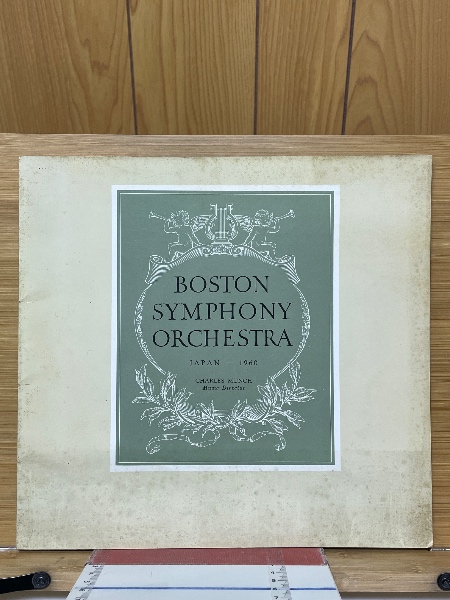 BOSTON
SYMPHONY
ORCHESTRA
JAPAN 1960
CHARLES MUNCH
Music Director